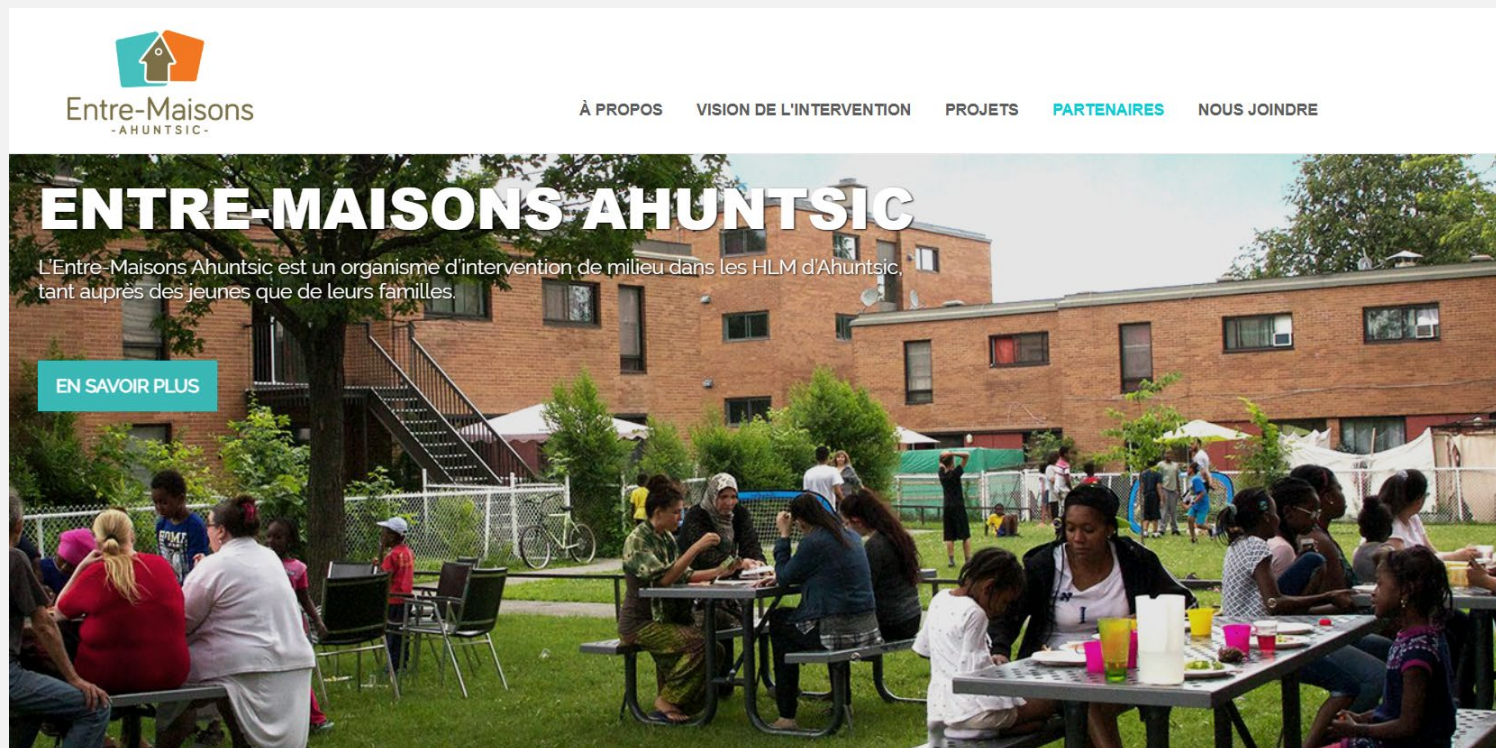 Entre-Maisons
-AHUNTSIC-
À PROPOS VISION DE L'INTERVENTION PROJETS PARTENAIRES NOUS JOINDRE
ENTRE-MAISONS AHUNTSIC
L'Entre-Maisons Ahuntsic est un organisme d'intervention de milieu dans les HLM d'Ahuntsic,
tant auprès des jeunes que de leurs familles.
EN SAVOIR PLUS
HOME